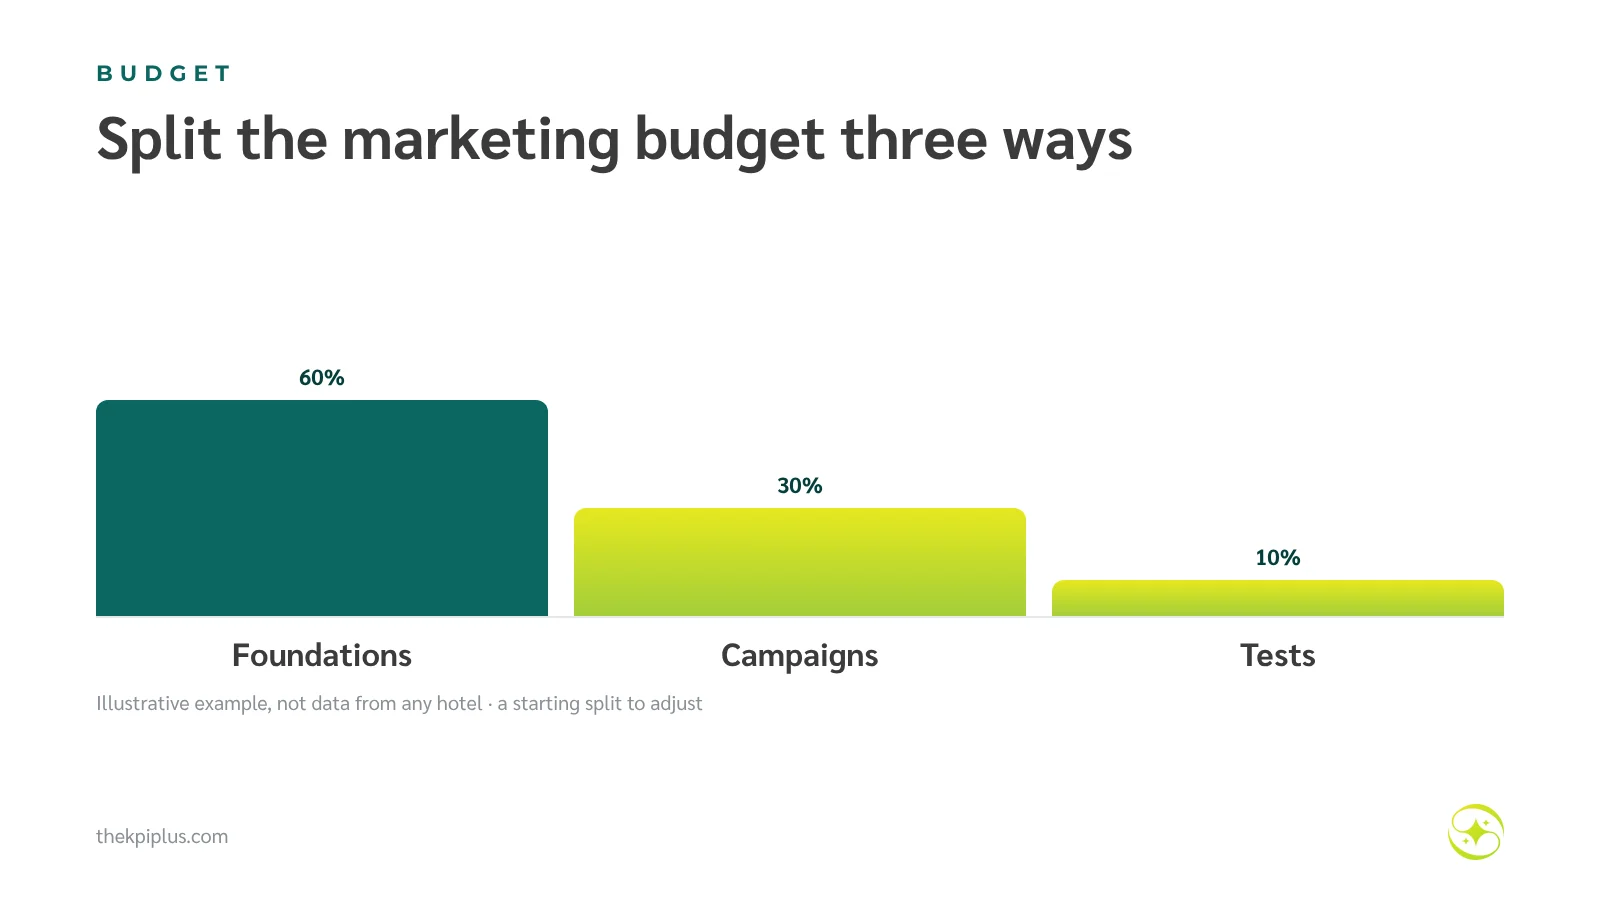 BUDGET
Split the marketing budget three ways
60%
30%
10%
Foundations
Campaigns
Tests
Illustrative example, not data from any hotel · a starting split to adjust
thekpiplus.com